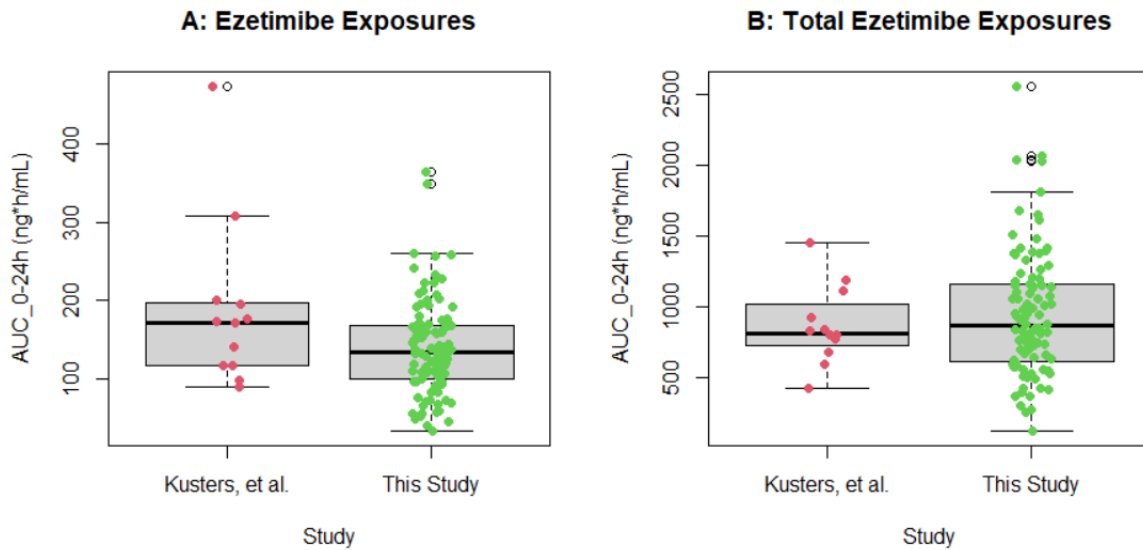 A: Ezetimibe Exposures
AUC_0-24h (ng*h/mL)
400
300
200
100
Kusters, et al.
This Study
Study
B: Total Ezetimibe Exposures
AUC_0-24h (ng*h/mL)
2500
2000
1500
1000
500
Kusters, et al.
This Study
Study